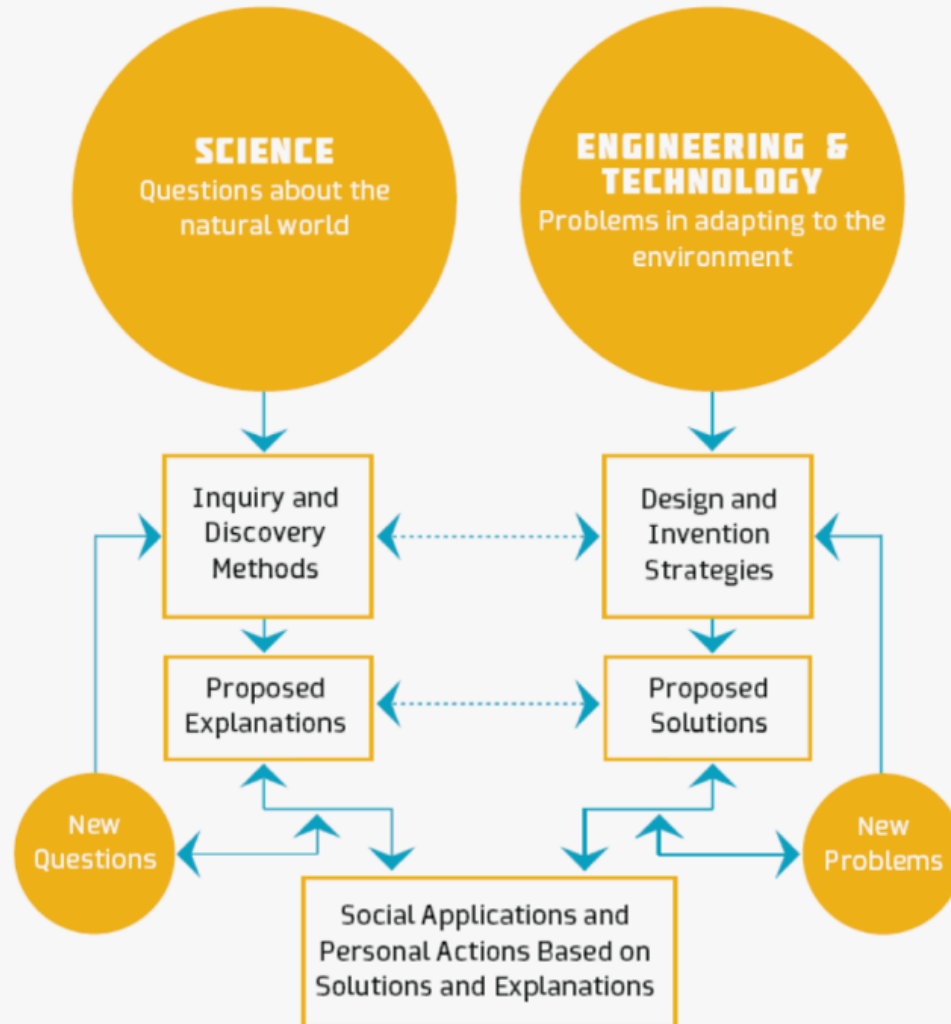 SCIENCE
Questions about the
natural world
ENGINEERING &
TECHNOLOGY
Problems in adapting to the
environment
Inquiry and
Discovery
Methods
Design and
Invention
Strategies
Proposed
Explanations
Proposed
Solutions
New
Questions
New
Problems
Social Applications and
Personal Actions Based on
Solutions and Explanations